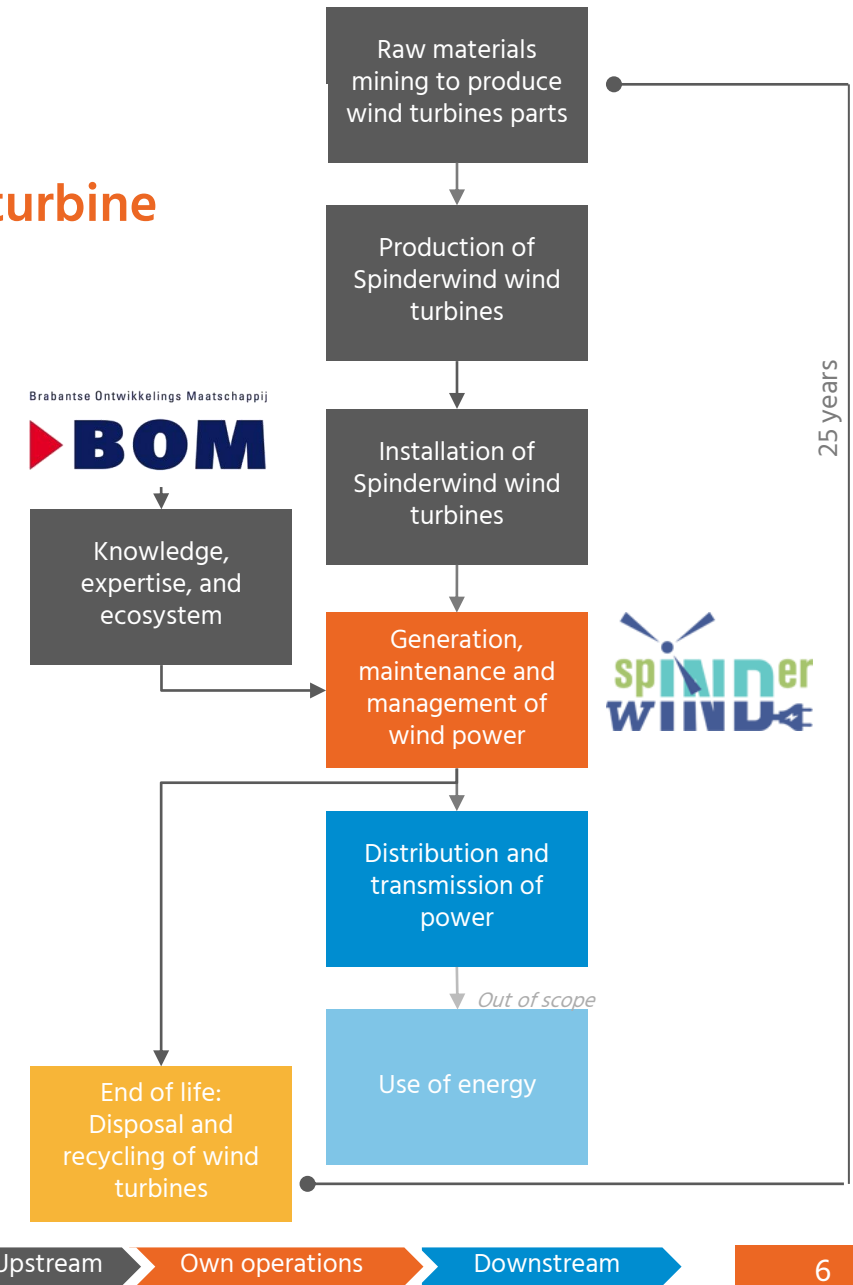 Raw materials
mining to produce
wind turbines parts
turbine
Production of
Spinderwind wind
turbines
25 years
Brabantse Ontwikkelings Maatschappij
BOM
Installation of
Spinderwind wind
turbines
Knowledge,
expertise, and
ecosystem
Generation,
maintenance and
management of
wind power
spINDer
WIND
Distribution and
transmission of
power
Out of scope
Use of energy
End of life:
Disposal and
recycling of wind
turbines
Upstream
Own operations
Downstream
6